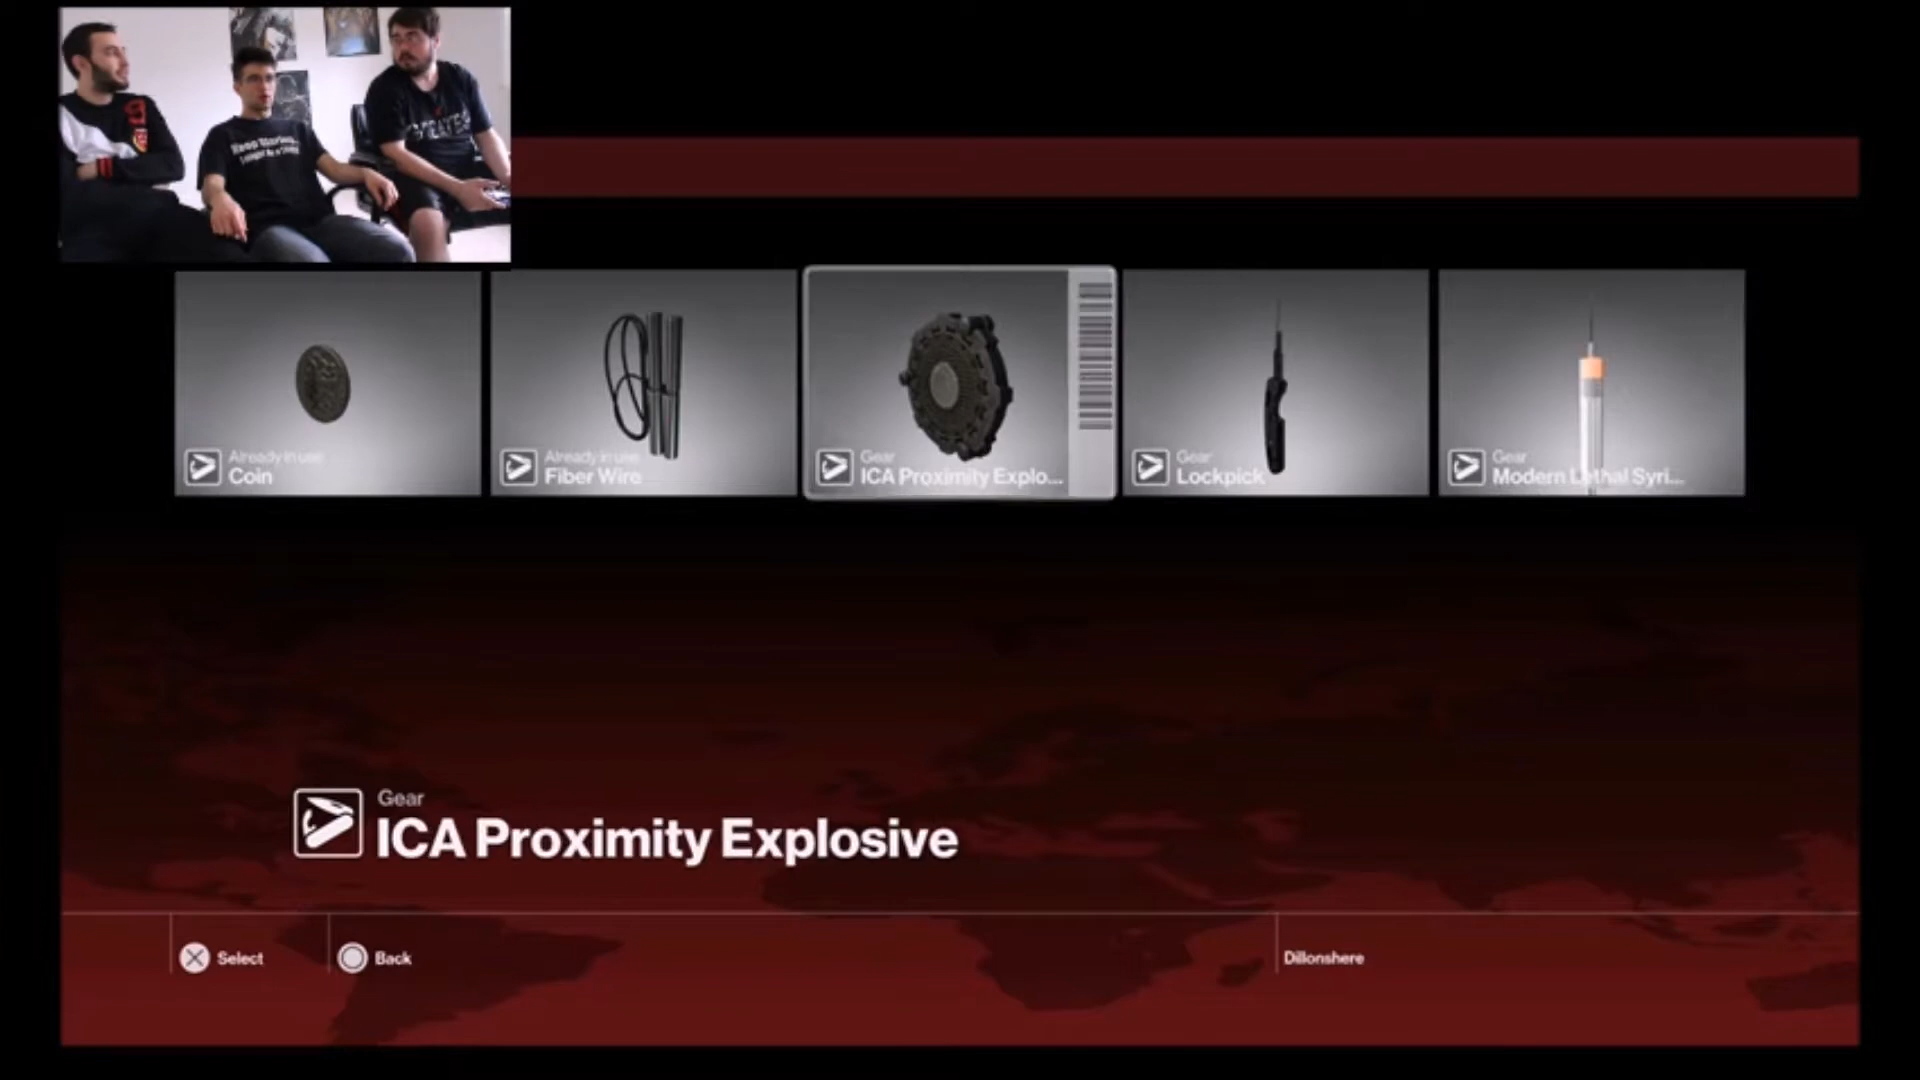 Already in use
Coin
Already in use
Fiber Wire
Gear
ICA Proximity Explo...
Gear
Lockpick
Gear
Modern Lethal Syri...
Gear
ICA Proximity Explosive
Select
Back
Dillonshere